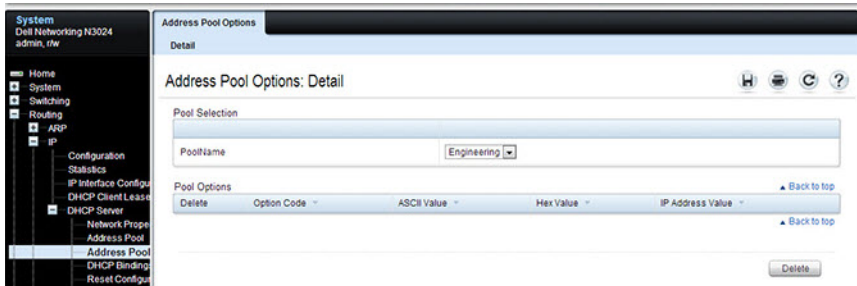 System
Dell Networking N3024
admin, r/w
Home
System
Switching
Routing
ARP
IP
Configuration
Statistics
IP Interface Configu
DHCP Client Lease
DHCP Server
Network Prope
Address Pool
Address Pool
DHCP Bindings
Reset Configur
Address Pool Options
Detail
Address Pool Options: Detail
Pool Selection
PoolName Engineering
Pool Options Back to top
Delete Option Code ASCII Value Hex Value IP Address Value
Back to top
Delete